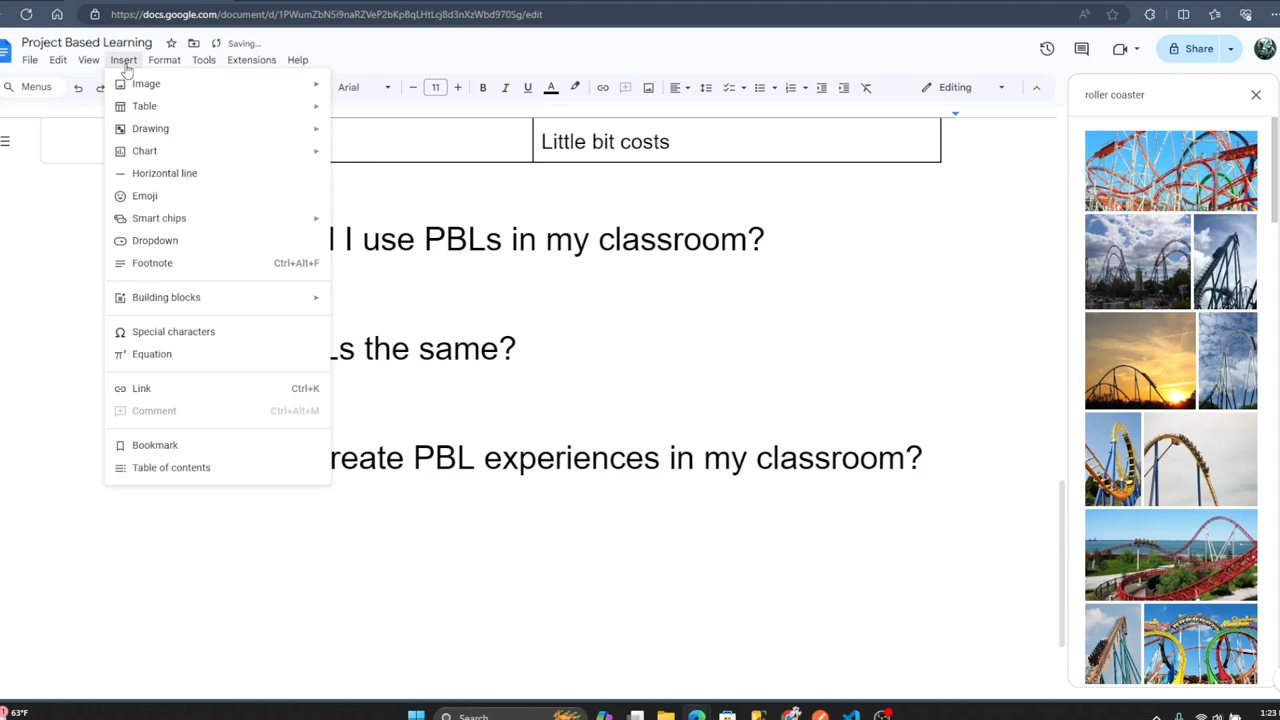 https://docs.google.com/document/d/1PWumZbN5i9naRZVeP2bKpBqLHtLcj8d3nXzWbd970Sg/edit
Project Based Learning
Saving...
File Edit View Insert Format Tools Extensions Help
Share
Menus
Arial
11
Editing
Image
Table
Drawing
Chart
Horizontal line
Emoji
Smart chips
Dropdown
Footnote Ctrl+Alt+F
Building blocks
Special characters
Equation
Link Ctrl+K
Comment Ctrl+Alt+M
Bookmark
Table of contents
Little bit costs
I use PBLs in my classroom?
the same?
reate PBL experiences in my classroom?
roller coaster
63°F
Search
1:23